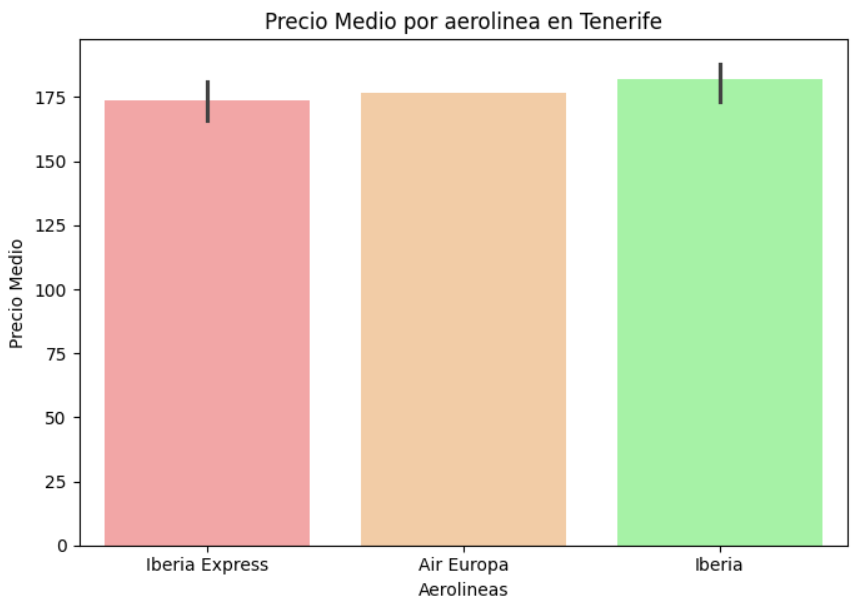 Precio Medio por aerolinea en Tenerife
Precio Medio
175
150
125
100
75
50
25
0
Iberia Express
Air Europa
Iberia
Aerolineas